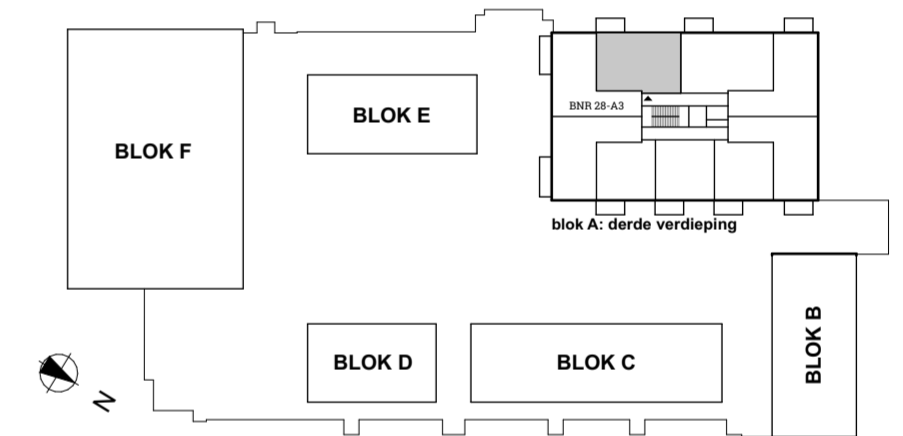 BLOK F
BLOK E
BNR 28-A3
blok A: derde verdieping
BLOK D
BLOK C
BLOK B
N